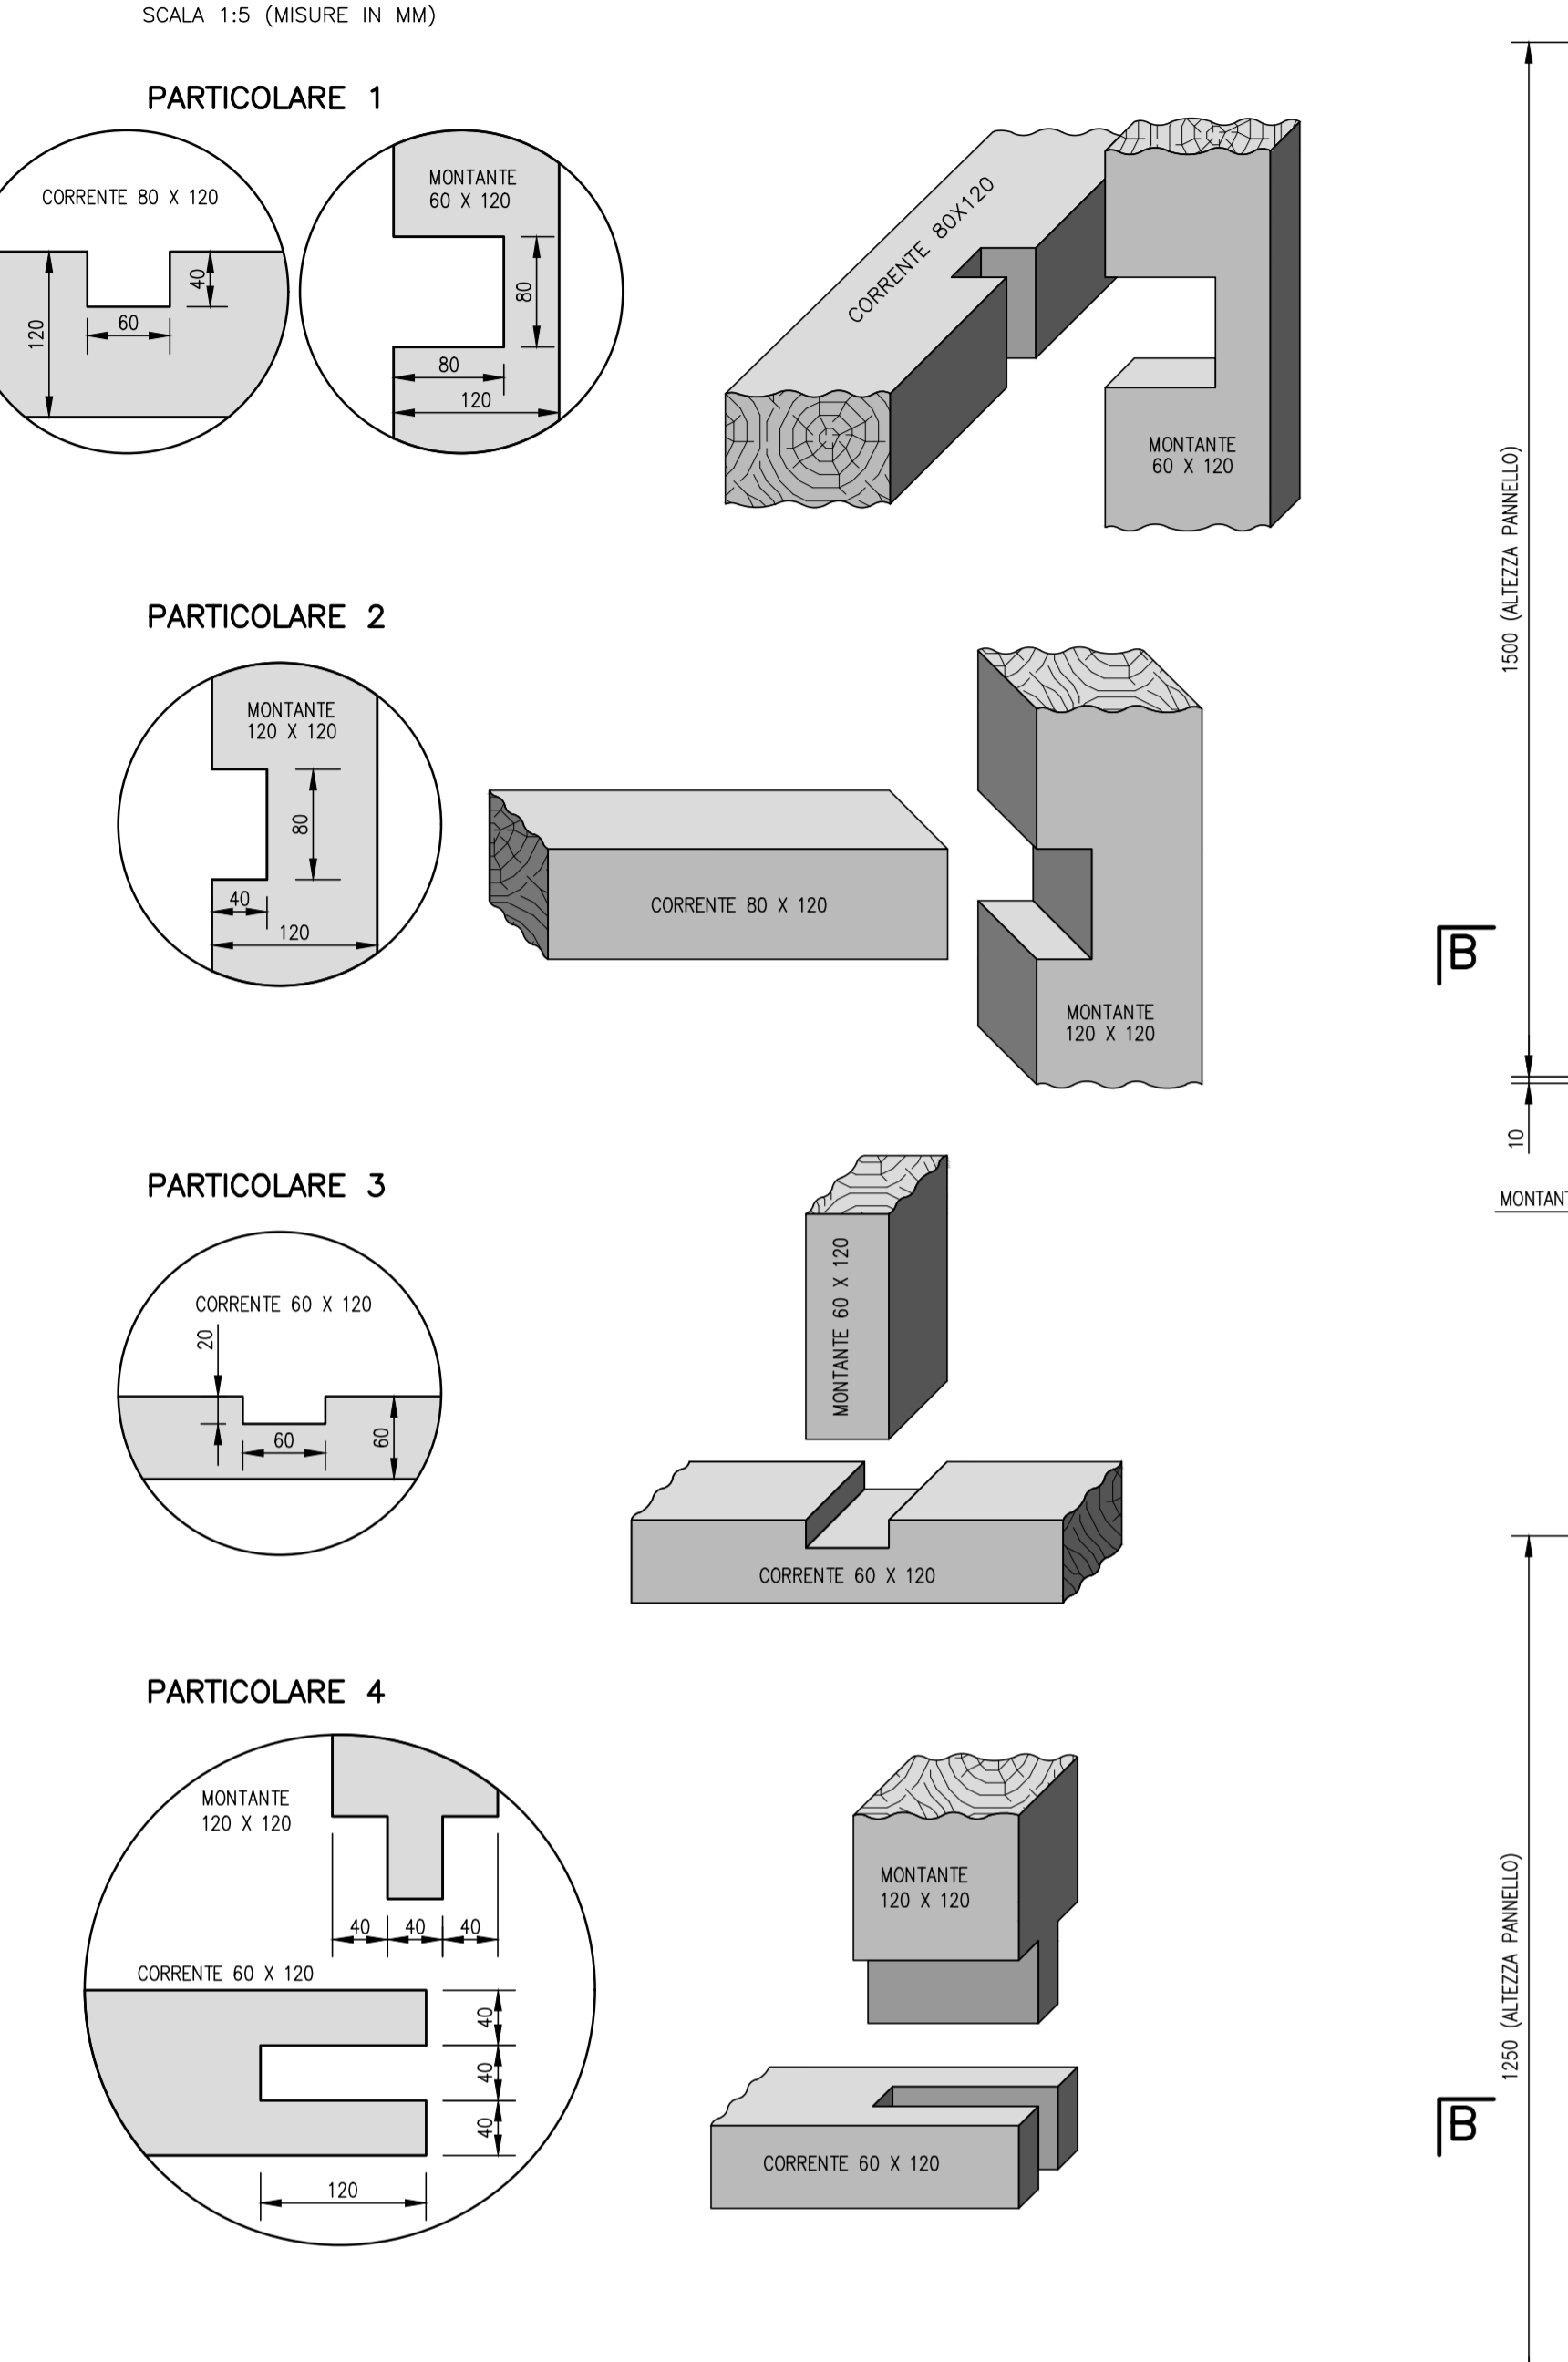 SCALA 1:5 (MISURE IN MM)
PARTICOLARE 1
CORRENTE 80 X 120
40
60
120
MONTANTE
60 X 120
80
80
120
CORRENTE 80X120
MONTANTE
60 X 120
1500 (ALTEZZA PANNELLO)
PARTICOLARE 2
MONTANTE
120 X 120
80
40
120
CORRENTE 80 X 120
MONTANTE
120 X 120
B
10
MONTANT
PARTICOLARE 3
CORRENTE 60 X 120
20
60
60
MONTANTE 60 X 120
CORRENTE 60 X 120
PARTICOLARE 4
MONTANTE
120 X 120
40 40 40
CORRENTE 60 X 120
40
40
40
120
MONTANTE
120 X 120
CORRENTE 60 X 120
1250 (ALTEZZA PANNELLO)
B